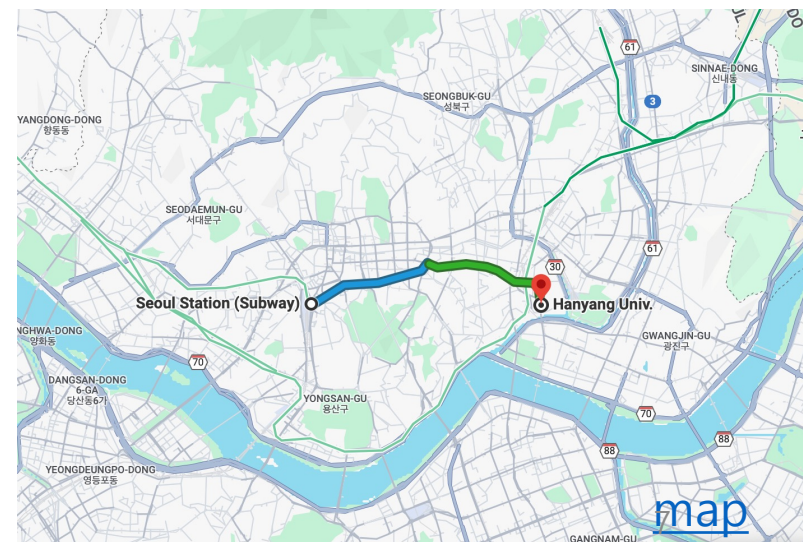 61
SINNAE-DONG
신내동
SEONGBUK-GU
성북구
3
YANGDONG-DONG
향동동
SEODAEMUN-GU
서대문구
61
30
Seoul Station (Subway)
Hanyang Univ.
NGHWA-DONG
양화동
GWANGJIN-GU
광진구
70
DANGSAN-DONG
6-GA
당산동6가
YONGSAN-GU
용산구
70
88
88
YEONGDEUNGPO-DONG
영등포동
map
GANGNAM-GU